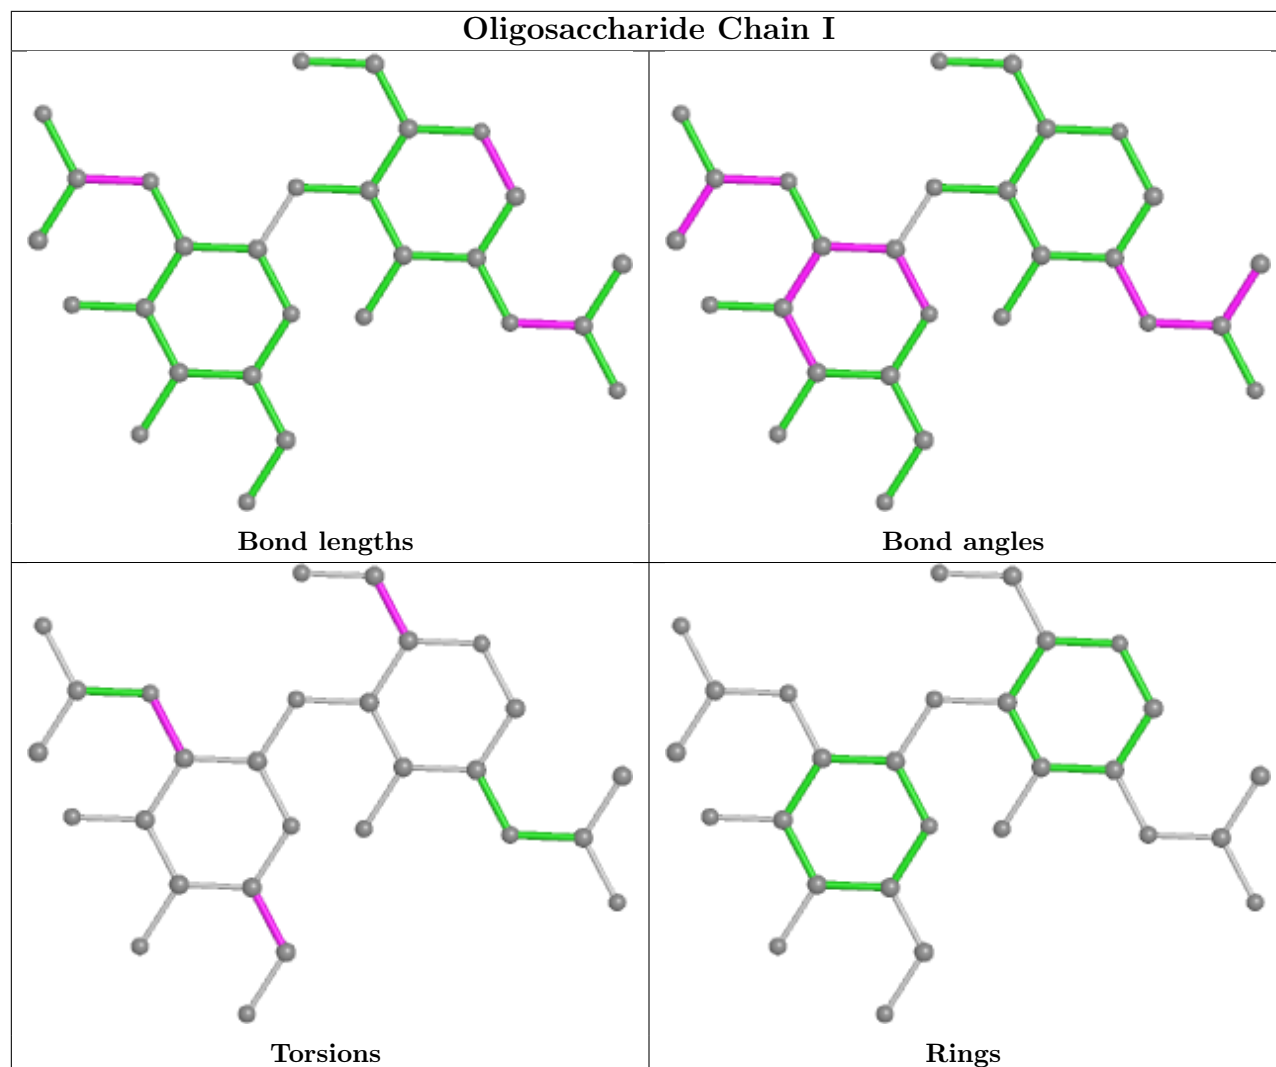 Oligosaccharide Chain I
Bond lengths
Bond angles
Torsions
Rings